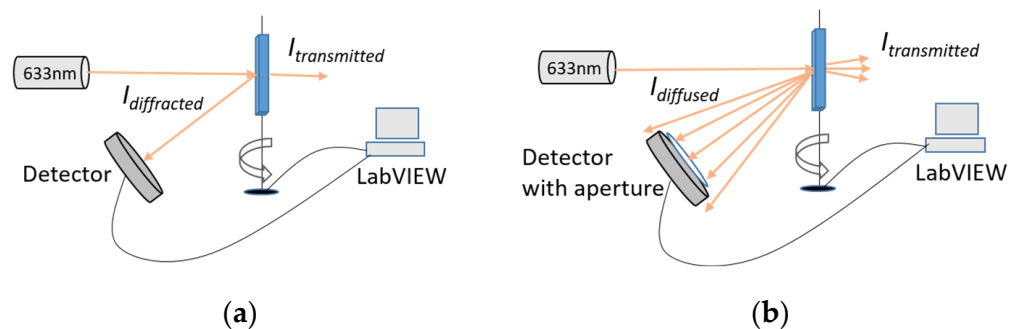 633nm
I_transmitted
I_diffracted
Detector
LabVIEW
(a)
633nm
I_transmitted
I_diffused
Detector
with aperture
LabVIEW
(b)